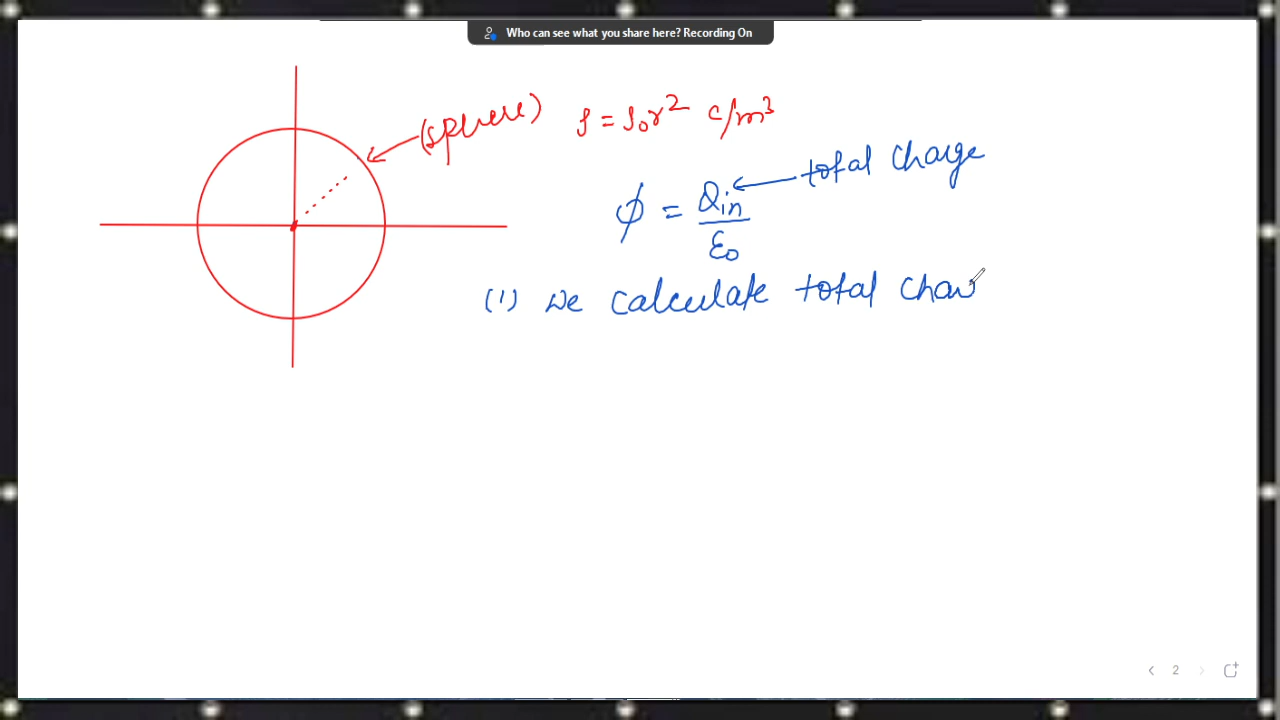 Who can see what you share here? Recording On
(sphere) ρ = ρ₀r² c/m³
total charge
ϕ = Qin/ε₀
(1) we calculate total char
2